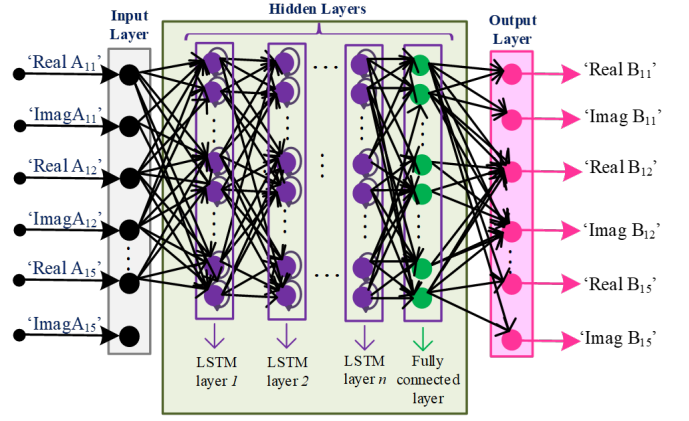 Hidden Layers
Input
Layer
Output
Layer
‘Real A11’
‘ImagA11’
‘Real A12’
‘ImagA12’
‘Real A15’
‘ImagA15’
‘Real B11’
‘Imag B11’
‘Real B12’
‘Imag B12’
‘Real B15’
‘Imag B15’
LSTM
layer 1
LSTM
layer 2
LSTM
layer n
Fully
connected
layer